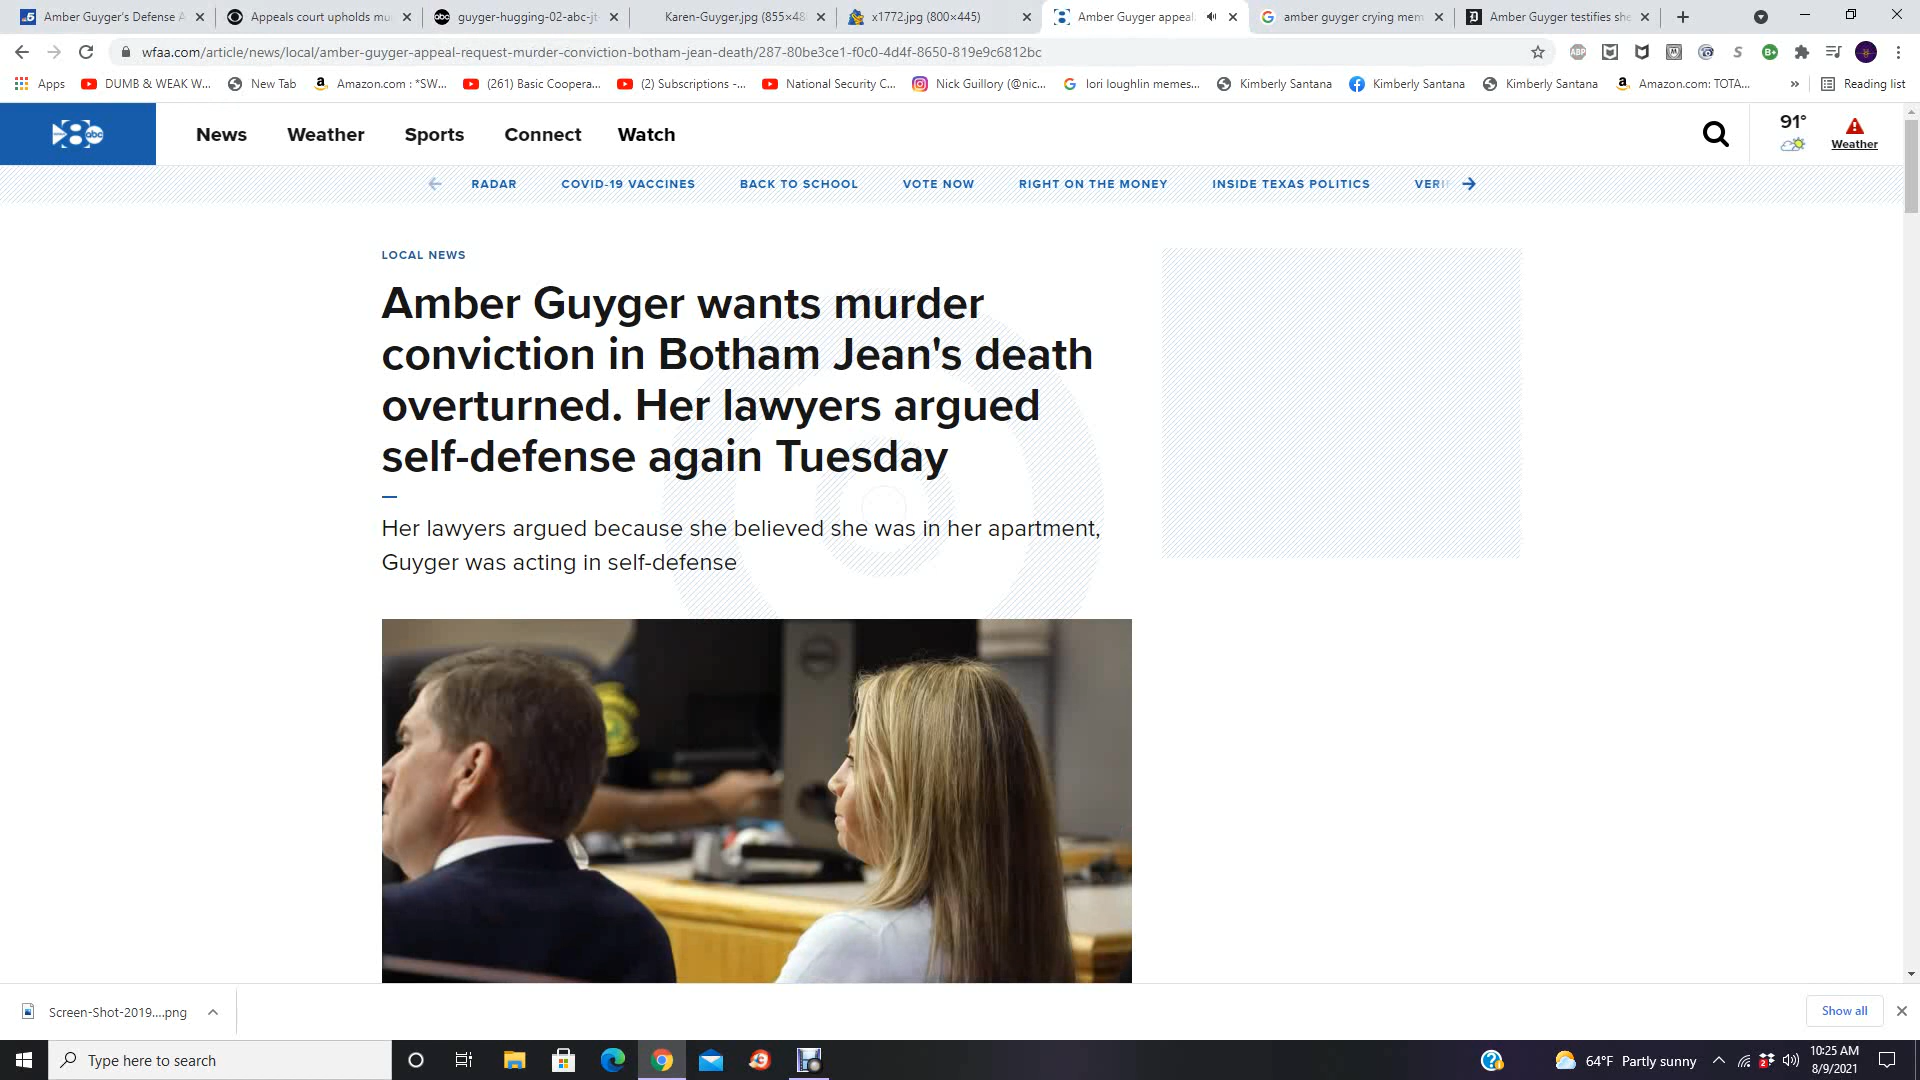 Amber Guyger's Defense A
Appeals court upholds mu
guyger-hugging-02-abc-jt
Karen-Guyger.jpg (855×48
x1772.jpg (800×445)
Amber Guyger appeal
amber guyger crying mem
Amber Guyger testifies she
wfaa.com/article/news/local/amber-guyger-appeal-request-murder-conviction-botham-jean-death/287-80be3ce1-f0c0-4d4f-8650-819e9c6812bc
Apps
DUMB & WEAK W...
New Tab
Amazon.com : *SW...
(261) Basic Coopera...
(2) Subscriptions -...
National Security C...
Nick Guillory (@nic...
lori loughlin memes...
Kimberly Santana
Kimberly Santana
Kimberly Santana
Amazon.com: TOTA...
»
Reading list
8 abc
News
Weather
Sports
Connect
Watch
91°
Weather
RADAR
COVID-19 VACCINES
BACK TO SCHOOL
VOTE NOW
RIGHT ON THE MONEY
INSIDE TEXAS POLITICS
VERIF
LOCAL NEWS
Amber Guyger wants murder
conviction in Botham Jean's death
overturned. Her lawyers argued
self-defense again Tuesday
Her lawyers argued because she believed she was in her apartment,
Guyger was acting in self-defense
Screen-Shot-2019....png
Show all
Type here to search
64°F Partly sunny
10:25 AM
8/9/2021